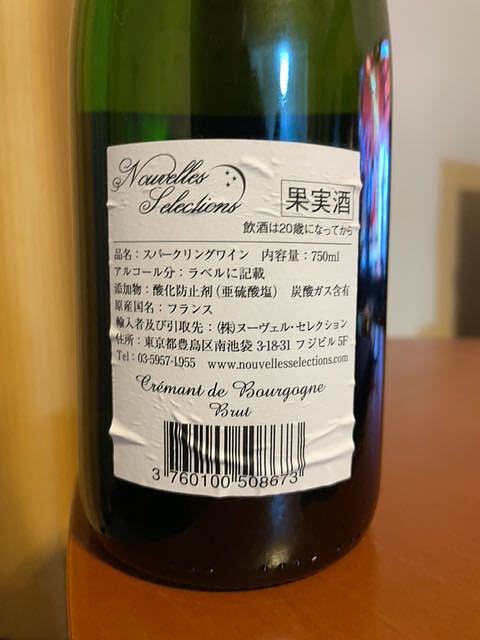 Nouvelles
Selections
果実酒
飲酒は20歳になってから
品名：スパークリングワイン 内容量：750ml
アルコール分：ラベルに記載
添加物：酸化防止剤（亜硫酸塩） 炭酸ガス含有
原産国名：フランス
輸入者及び引取先：(株)ヌーヴェル・セレクション
住所：東京都豊島区南池袋 3-18-31 フジビル 5F
Tel：03-5957-1955 www.nouvellesselections.com
Crémant de Bourgogne
Brut
3 760100 508673